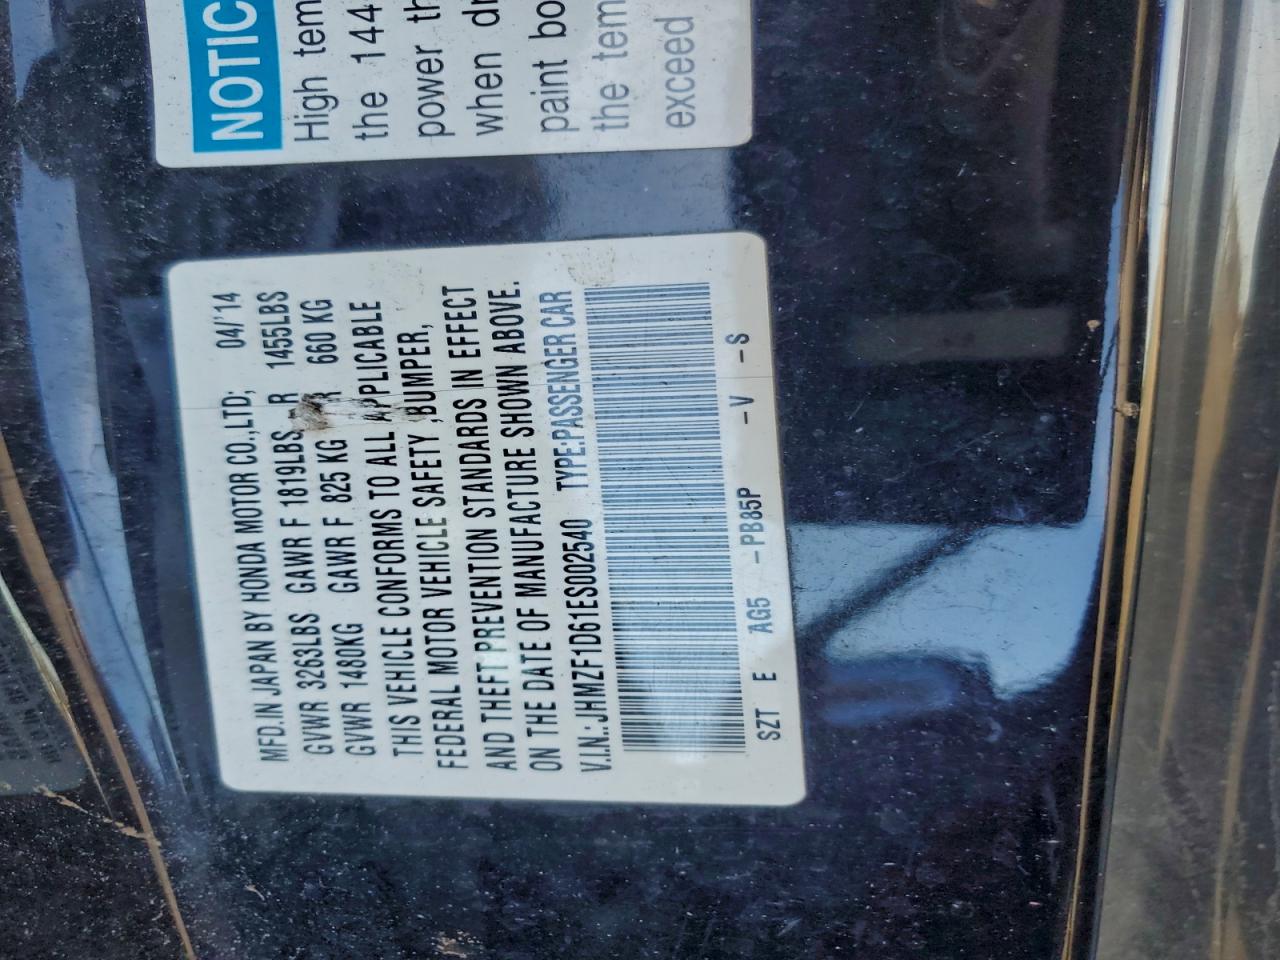 NOTIC
High tem
the 144
power th
when dr
paint bo
the tem
exceed
MFD.IN JAPAN BY HONDA MOTOR CO.,LTD; 04/'14
GVWR 3263LBS GAWR F 1819LBS R 1455LBS
GVWR 1480KG GAWR F 825 KG R 660 KG
THIS VEHICLE CONFORMS TO ALL APPLICABLE
FEDERAL MOTOR VEHICLE SAFETY ,BUMPER,
AND THEFT PREVENTION STANDARDS IN EFFECT
ON THE DATE OF MANUFACTURE SHOWN ABOVE.
V.I.N.: JHMZF1D61ES002540 TYPE:PASSENGER CAR
SZT E AG5 -PB85P -V -S